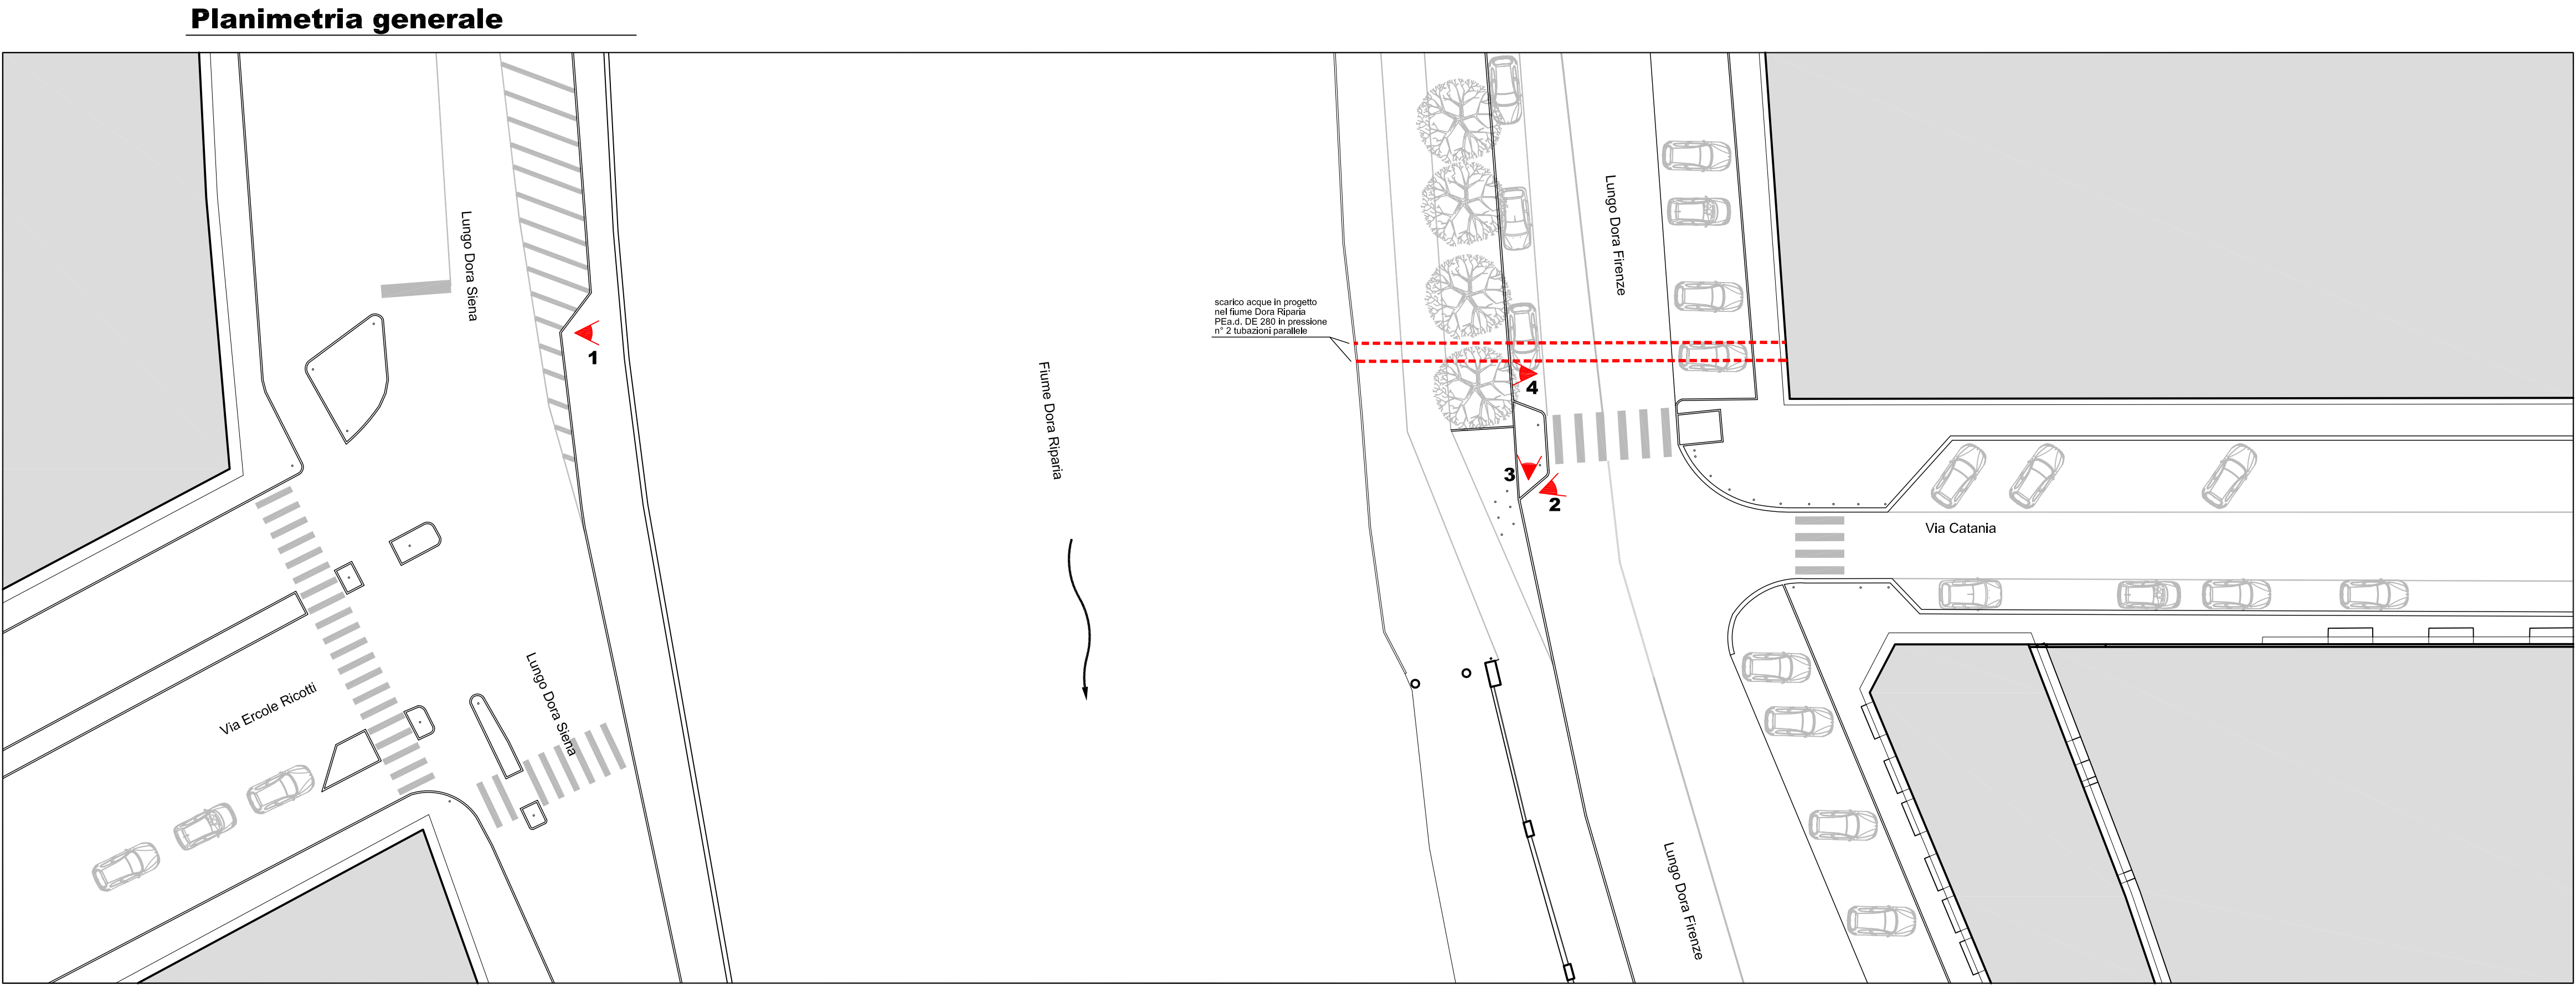 Planimetria generale
Lungo Dora Siena
1
Fiume Dora Riparia
scarico acque in progetto
nel fiume Dora Riparia
PEa.d. DE 280 in pressione
n° 2 tubazioni parallele
Lungo Dora Firenze
4
3
2
Via Catania
Via Ercole Ricotti
Lungo Dora Siena
Lungo Dora Firenze